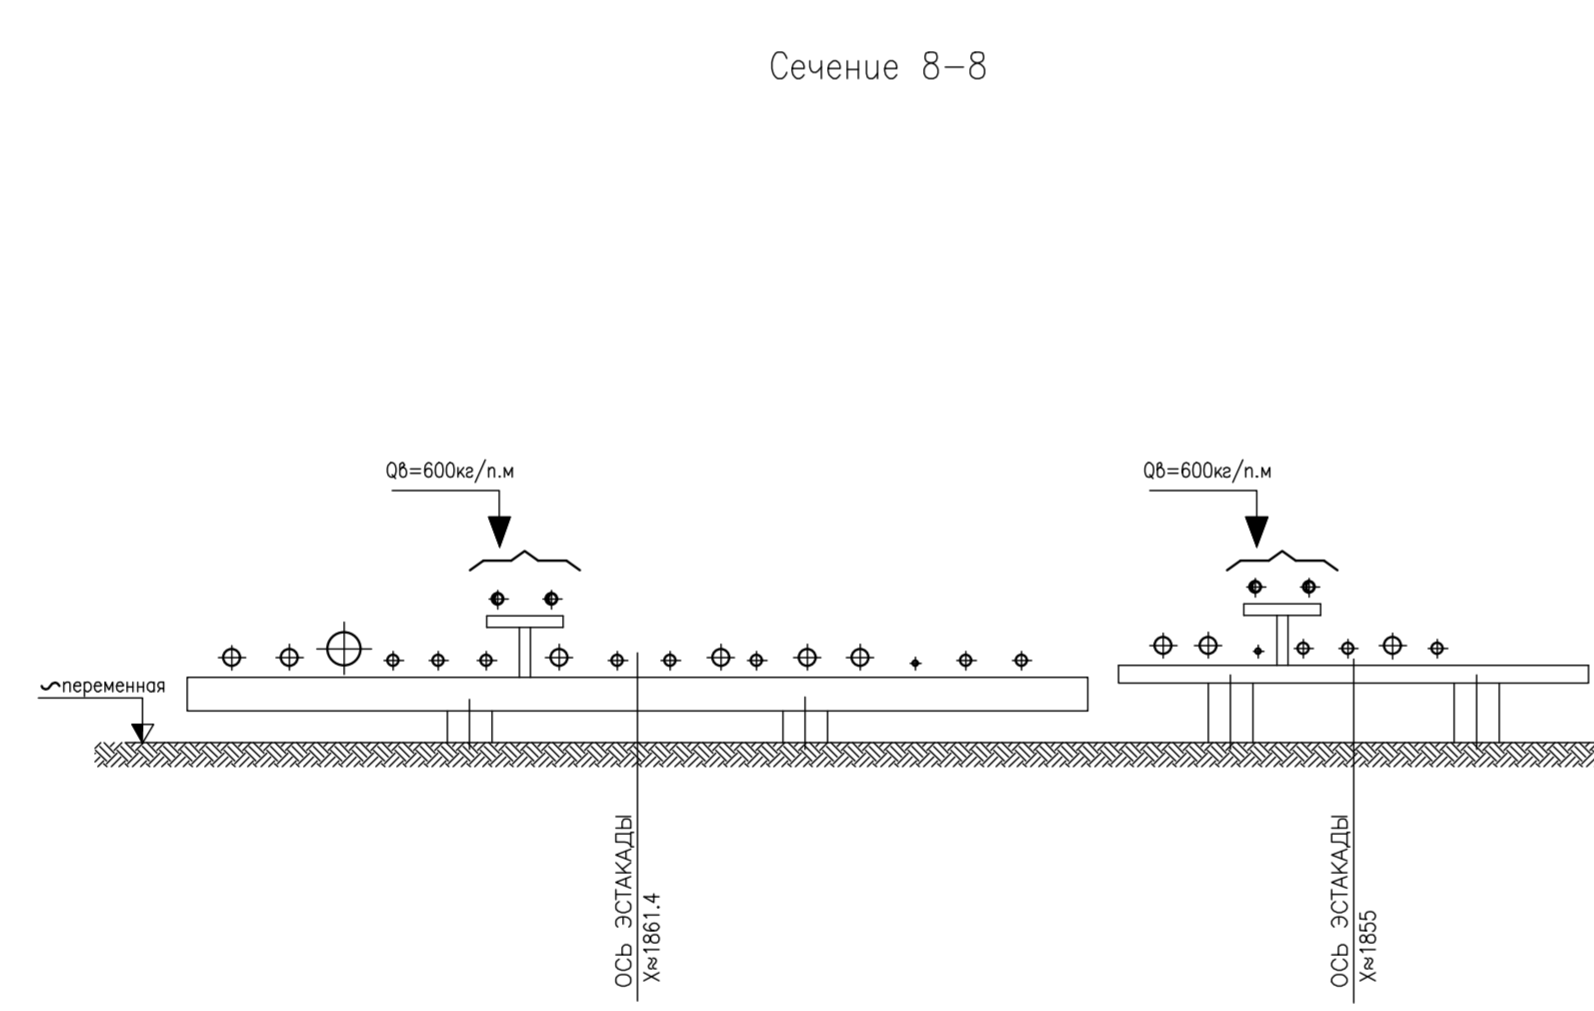 Сечение 8-8
Qв=600кг/п.м
Qв=600кг/п.м
переменная
ОСЬ ЭСТАКАДЫ
X≈1861.4
ОСЬ ЭСТАКАДЫ
X≈1855